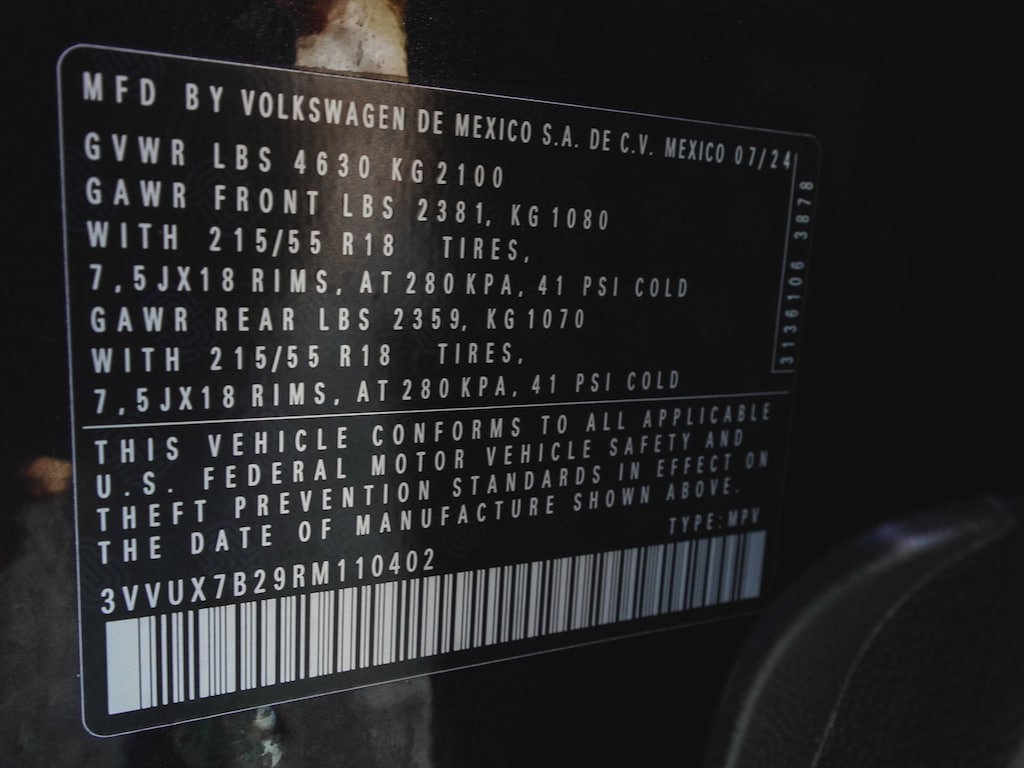 MFD BY VOLKSWAGEN DE MEXICO S.A. DE C.V. MEXICO 07/24
GVWR LBS 4630 KG 2100
GAWR FRONT LBS 2381, KG 1080
WITH 215/55 R18 TIRES,
7,5JX18 RIMS, AT 280 KPA, 41 PSI COLD
GAWR REAR LBS 2359, KG 1070
WITH 215/55 R18 TIRES,
7,5JX18 RIMS, AT 280 KPA, 41 PSI COLD
3136106 3878
THIS VEHICLE CONFORMS TO ALL APPLICABLE
U.S. FEDERAL MOTOR VEHICLE SAFETY AND
THEFT PREVENTION STANDARDS IN EFFECT ON
THE DATE OF MANUFACTURE SHOWN ABOVE.
TYPE: MPV
3VVUX7B29RM110402